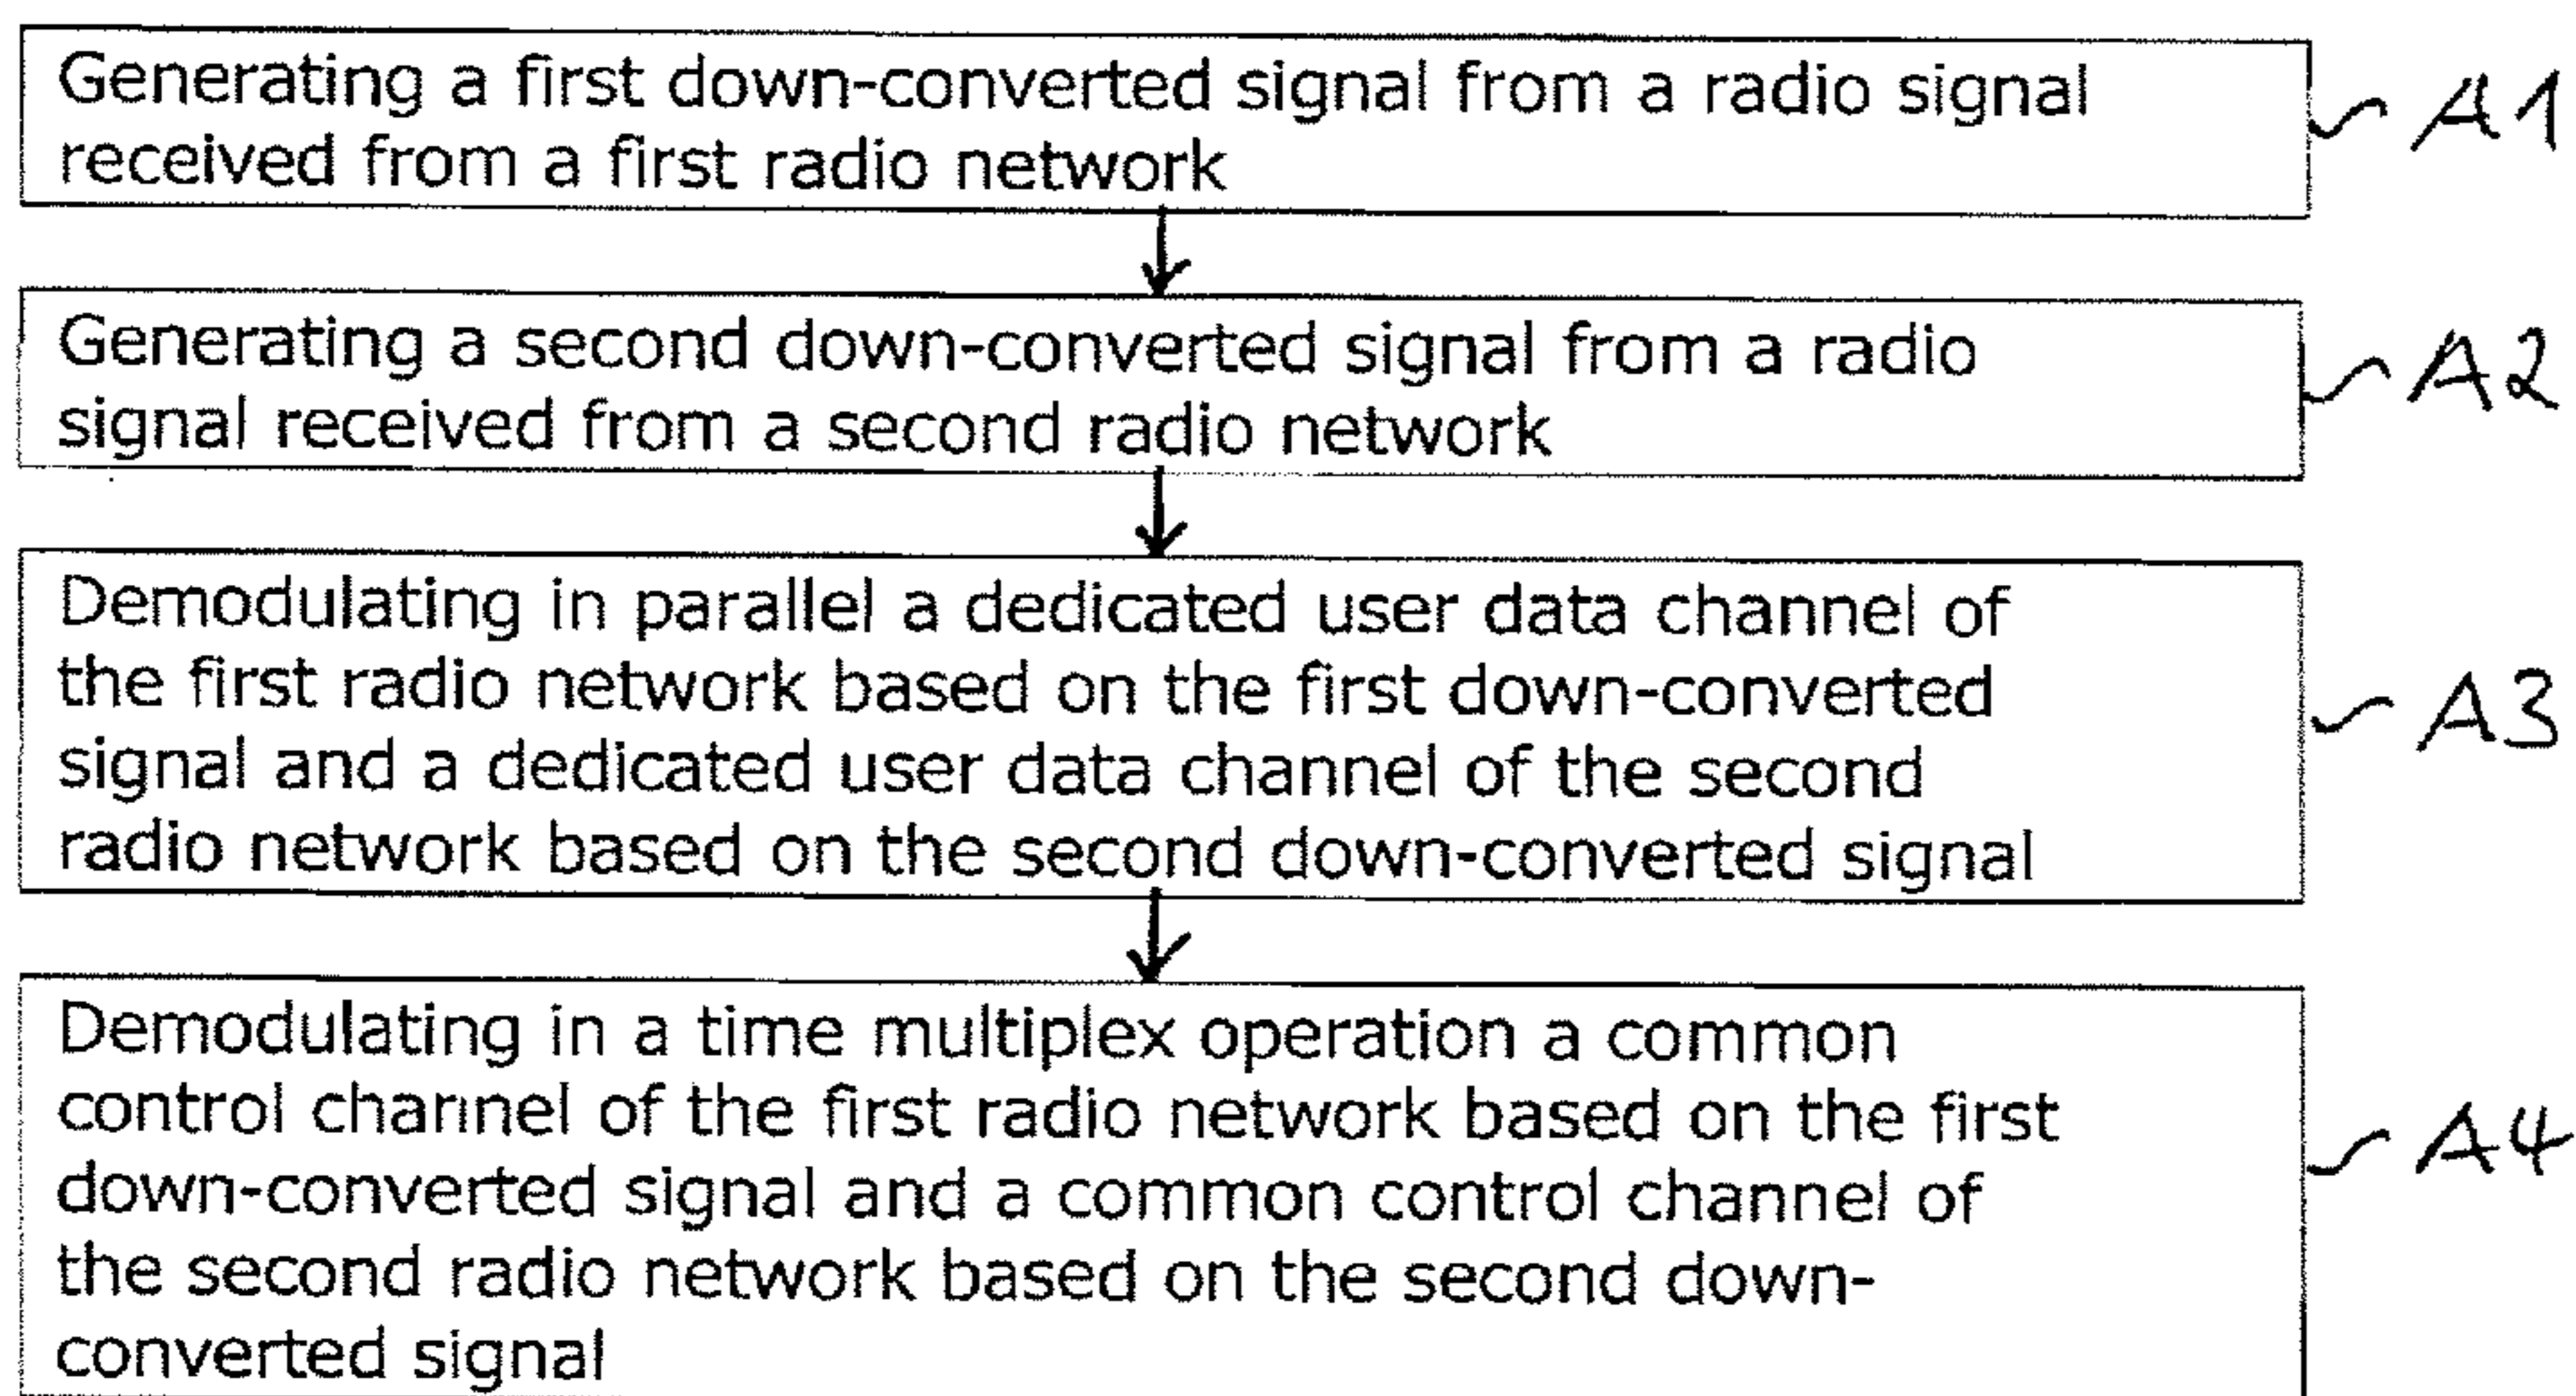 Generating a first down-converted signal from a radio signal
received from a first radio network
A1
Generating a second down-converted signal from a radio
signal received from a second radio network
A2
Demodulating in parallel a dedicated user data channel of
the first radio network based on the first down-converted
signal and a dedicated user data channel of the second
radio network based on the second down-converted signal
A3
Demodulating in a time multiplex operation a common
control channel of the first radio network based on the first
down-converted signal and a common control channel of
the second radio network based on the second down-
converted signal
A4